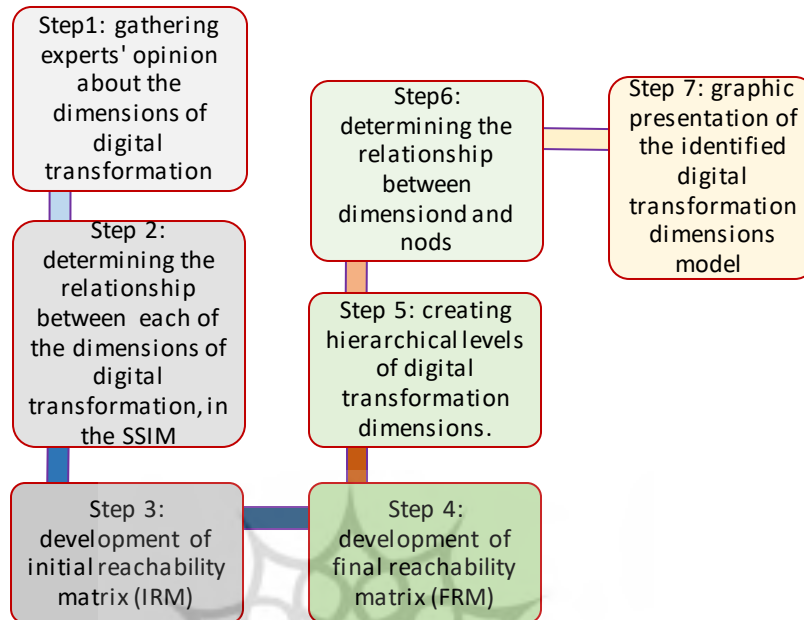 Step1: gathering
experts' opinion
about the
dimensions of
digital
transformation
Step 2:
determining the
relationship
between each of
the dimensions of
digital
transformation, in
the SSIM
Step 3:
development of
initial reachability
matrix (IRM)
Step 4:
development of
final reachability
matrix (FRM)
Step 5: creating
hierarchical levels
of digital
transformation
dimensions.
Step6:
determining the
relationship
between
dimensiond and
nods
Step 7: graphic
presentation of
the identified
digital
transformation
dimensions
model